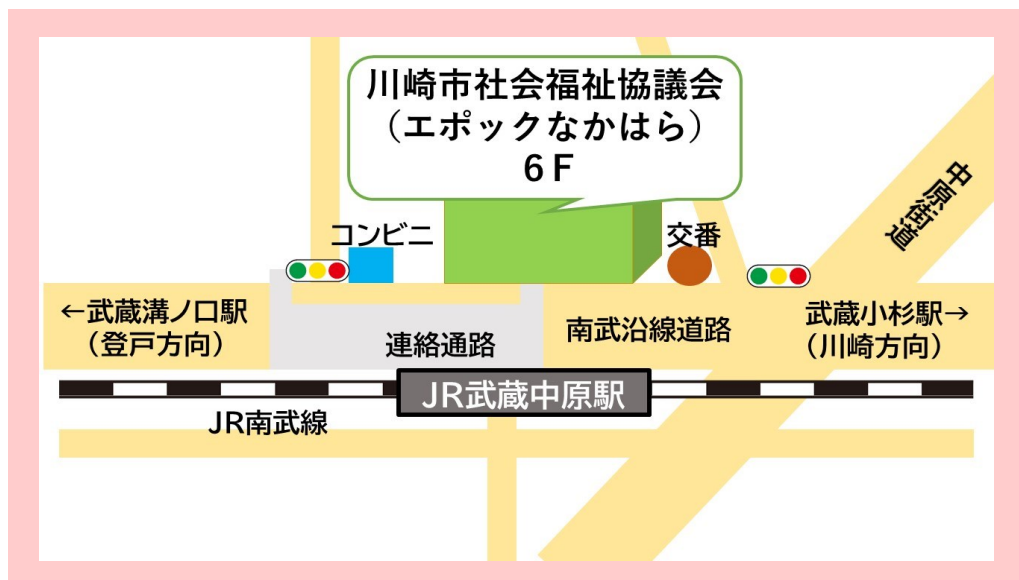 川崎市社会福祉協議会
（エポックなかはら）
６Ｆ
中原街道
コンビニ
交番
←武蔵溝ノ口駅
（登戸方向）
連絡通路
南武沿線道路
武蔵小杉駅→
（川崎方向）
JR武蔵中原駅
JR南武線